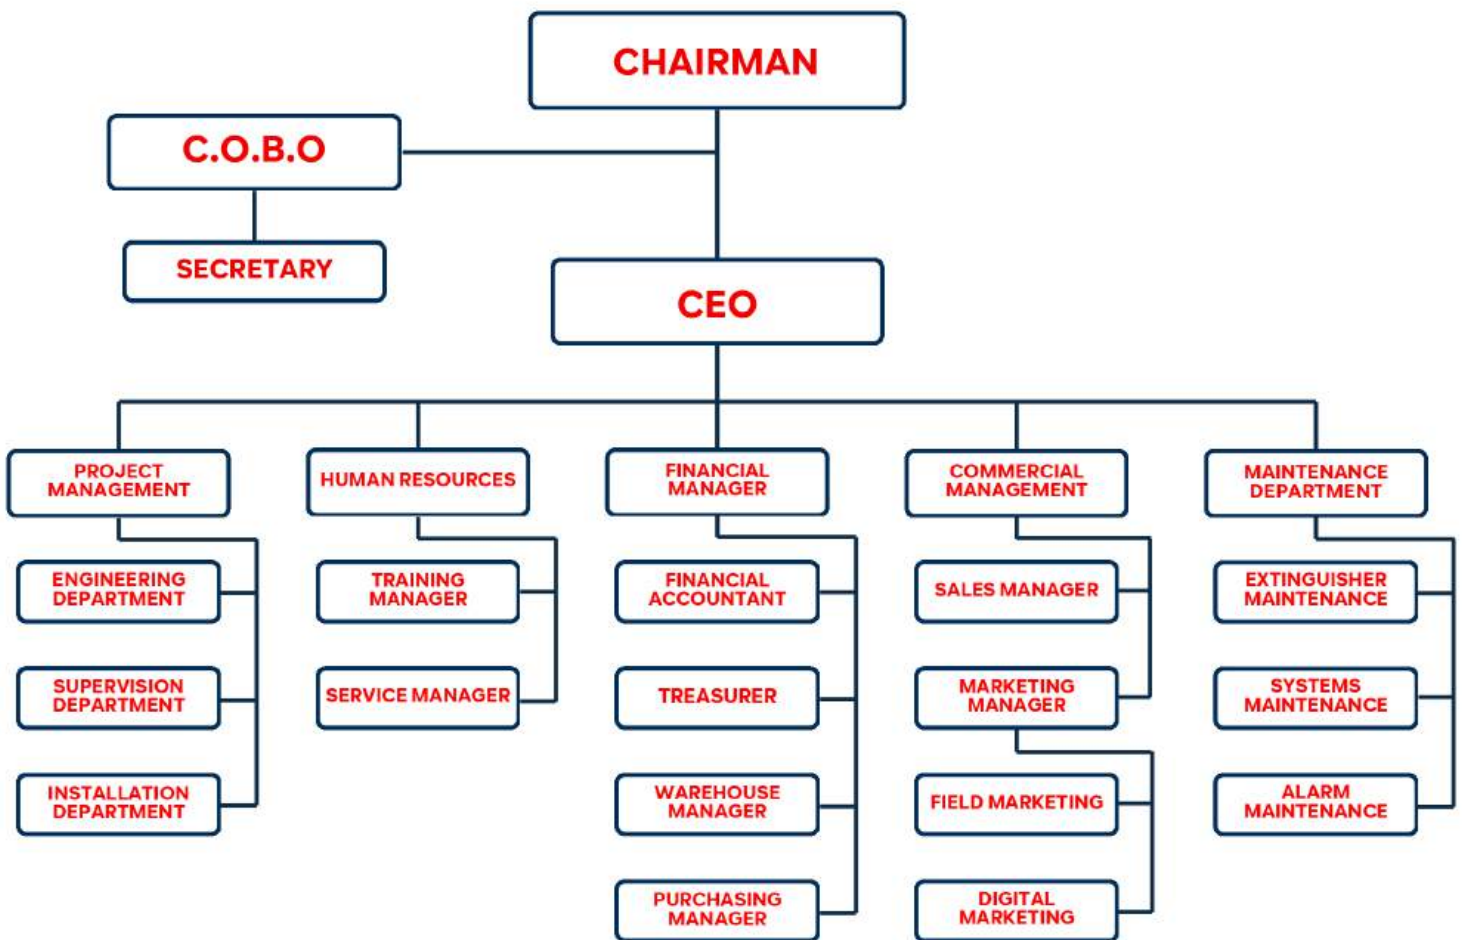 CHAIRMAN
C.O.B.O
SECRETARY
CEO
PROJECT
MANAGEMENT
HUMAN RESOURCES
FINANCIAL
MANAGER
COMMERCIAL
MANAGEMENT
MAINTENANCE
DEPARTMENT
ENGINEERING
DEPARTMENT
TRAINING
MANAGER
FINANCIAL
ACCOUNTANT
SALES MANAGER
EXTINGUISHER
MAINTENANCE
SUPERVISION
DEPARTMENT
SERVICE MANAGER
TREASURER
MARKETING
MANAGER
SYSTEMS
MAINTENANCE
INSTALLATION
DEPARTMENT
WAREHOUSE
MANAGER
FIELD MARKETING
ALARM
MAINTENANCE
PURCHASING
MANAGER
DIGITAL
MARKETING